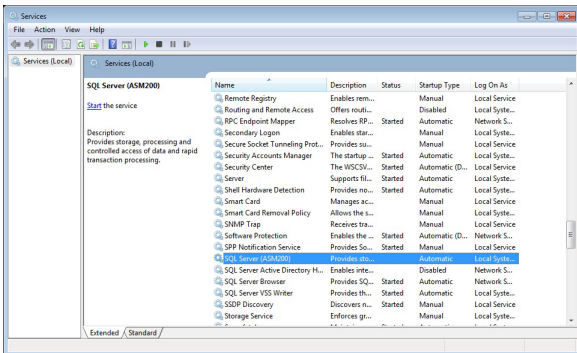 Services
File Action View Help
Services (Local)
Services (Local)
SQL Server (ASM200)
Start the service
Description:
Provides storage, processing and
controlled access of data and rapid
transaction processing.
Name Description Status Startup Type Log On As
Remote Registry Enables rem... Manual Local Service
Routing and Remote Access Offers routi... Disabled Local Syste...
RPC Endpoint Mapper Resolves RP... Started Automatic Network S...
Secondary Logon Enables star... Manual Local Syste...
Secure Socket Tunneling Prot... Provides su... Manual Local Service
Security Accounts Manager The startup ... Started Automatic Local Syste...
Security Center The WSCSV... Started Automatic (D... Local Service
Server Supports fil... Started Automatic Local Syste...
Shell Hardware Detection Provides no... Started Automatic Local Syste...
Smart Card Manages ac... Manual Local Service
Smart Card Removal Policy Allows the s... Manual Local Syste...
SNMP Trap Receives tra... Manual Local Service
Software Protection Enables the ... Started Automatic (D... Network S...
SPP Notification Service Provides So... Started Manual Local Service
SQL Server (ASM200) Provides sto... Automatic Local Syste...
SQL Server Active Directory H... Enables inte... Disabled Network S...
SQL Server Browser Provides SQ... Started Automatic Network S...
SQL Server VSS Writer Provides th... Started Automatic Local Syste...
SSDP Discovery Discovers n... Started Manual Local Service
Storage Service Enforces gr... Manual Local Syste...
Extended Standard